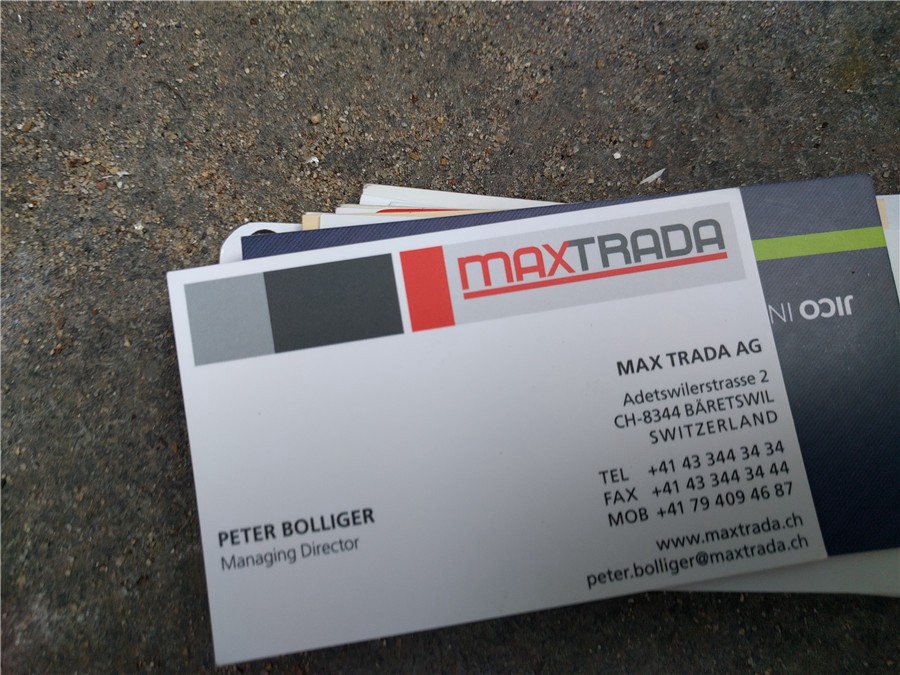 MAXTRADA
MAX TRADA AG
Adetswilerstrasse 2
CH-8344 BÄRETSWIL
SWITZERLAND
TEL +41 43 344 34 34
FAX +41 43 344 34 44
MOB +41 79 409 46 87
www.maxtrada.ch
peter.bolliger@maxtrada.ch
PETER BOLLIGER
Managing Director
JICO IN